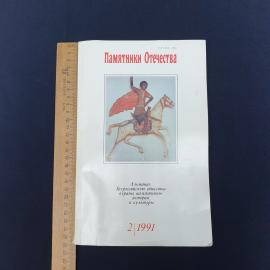 Памятники Отечества
Альманах
Всероссийского общества
охраны памятников
истории
и культуры
2|1991